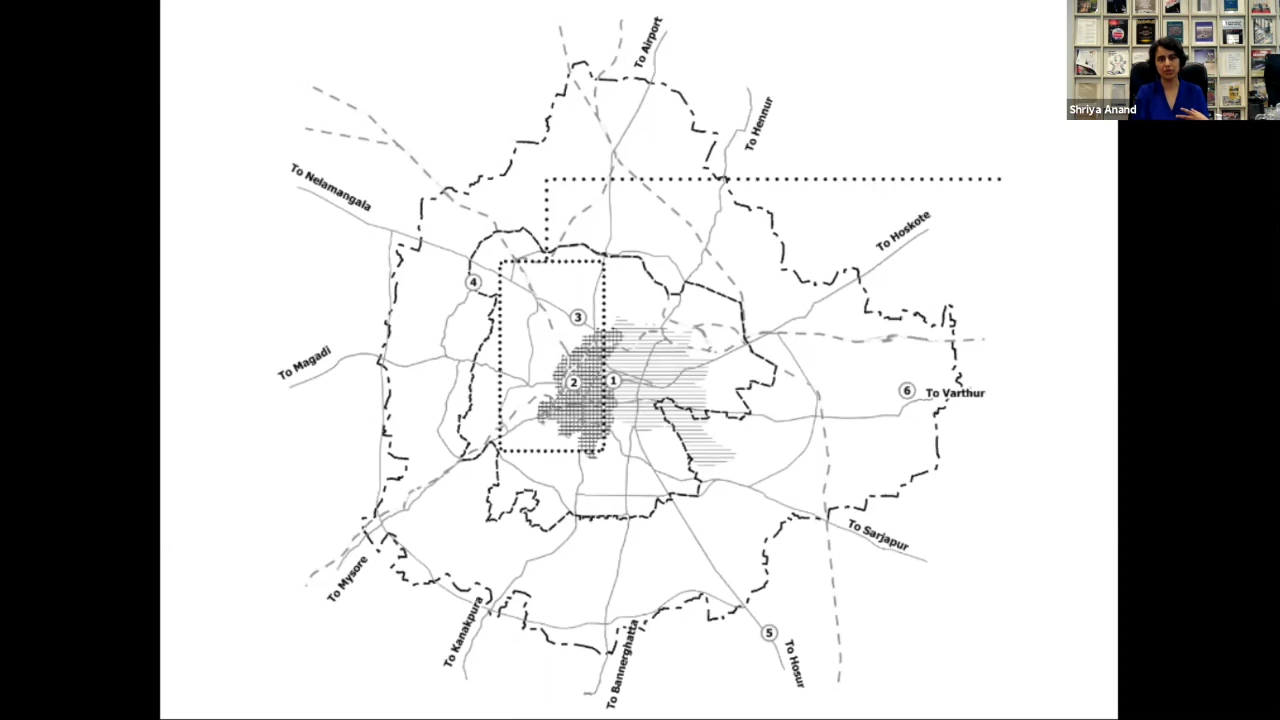 To Airport
Shriya Anand
To Hennur
To Nelamangala
To Hoskote
4
3
To Magadi
2
1
6
To Varthur
To Sarjapur
To Mysore
To Kanakpura
To Bannerghatta
5
To Hosur